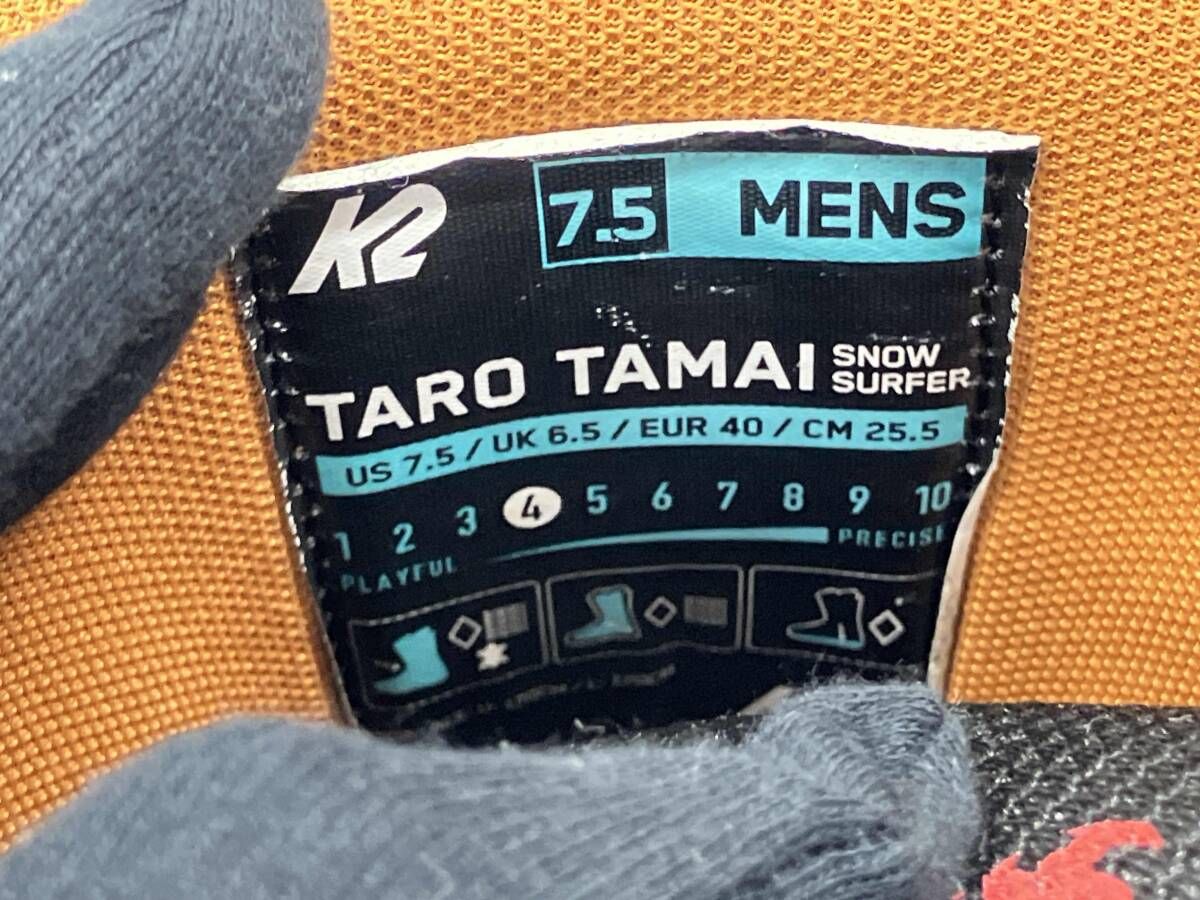 K2 7.5 MENS
TARO TAMAI SNOW SURFER
US 7.5 / UK 6.5 / EUR 40 / CM 25.5
1 2 3 4 5 6 7 8 9 10
PLAYFUL PRECISE